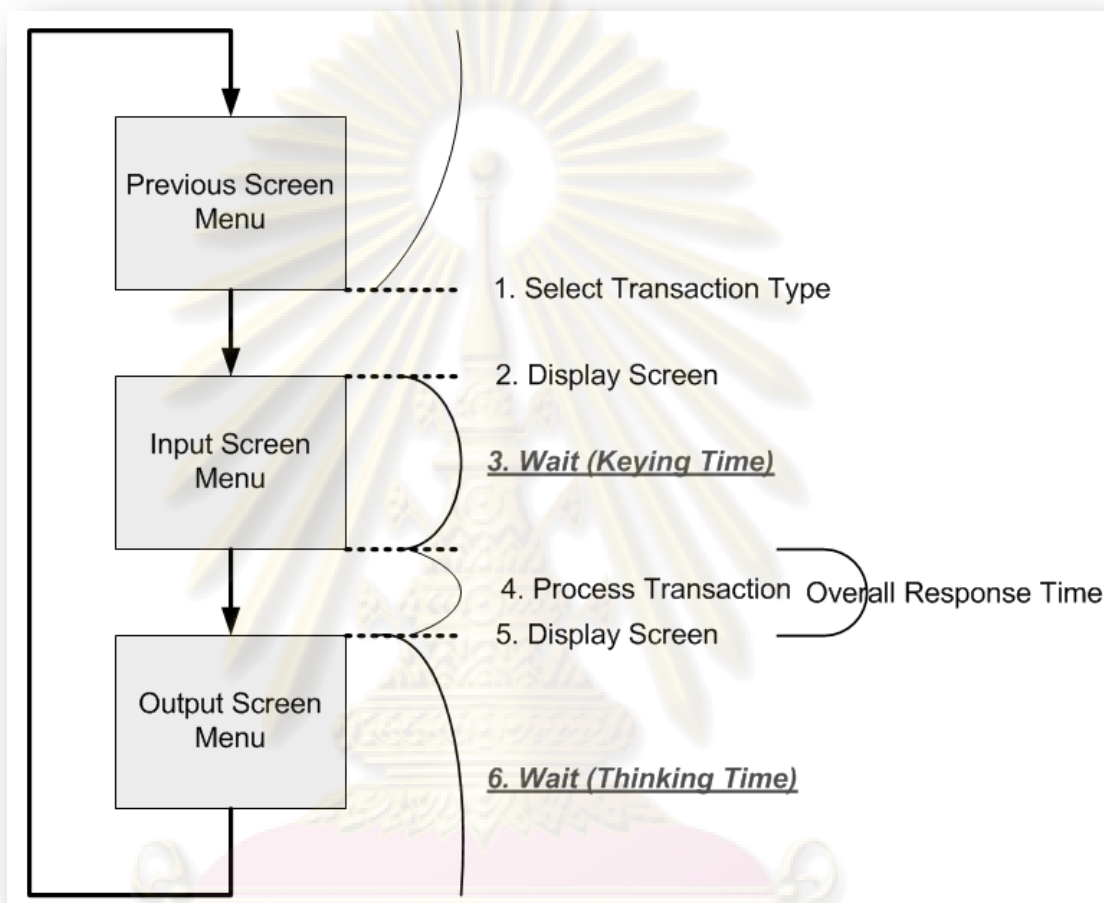 Previous Screen
Menu
1. Select Transaction Type
2. Display Screen
Input Screen
Menu
3. Wait (Keying Time)
4. Process Transaction
Overall Response Time
5. Display Screen
Output Screen
Menu
6. Wait (Thinking Time)